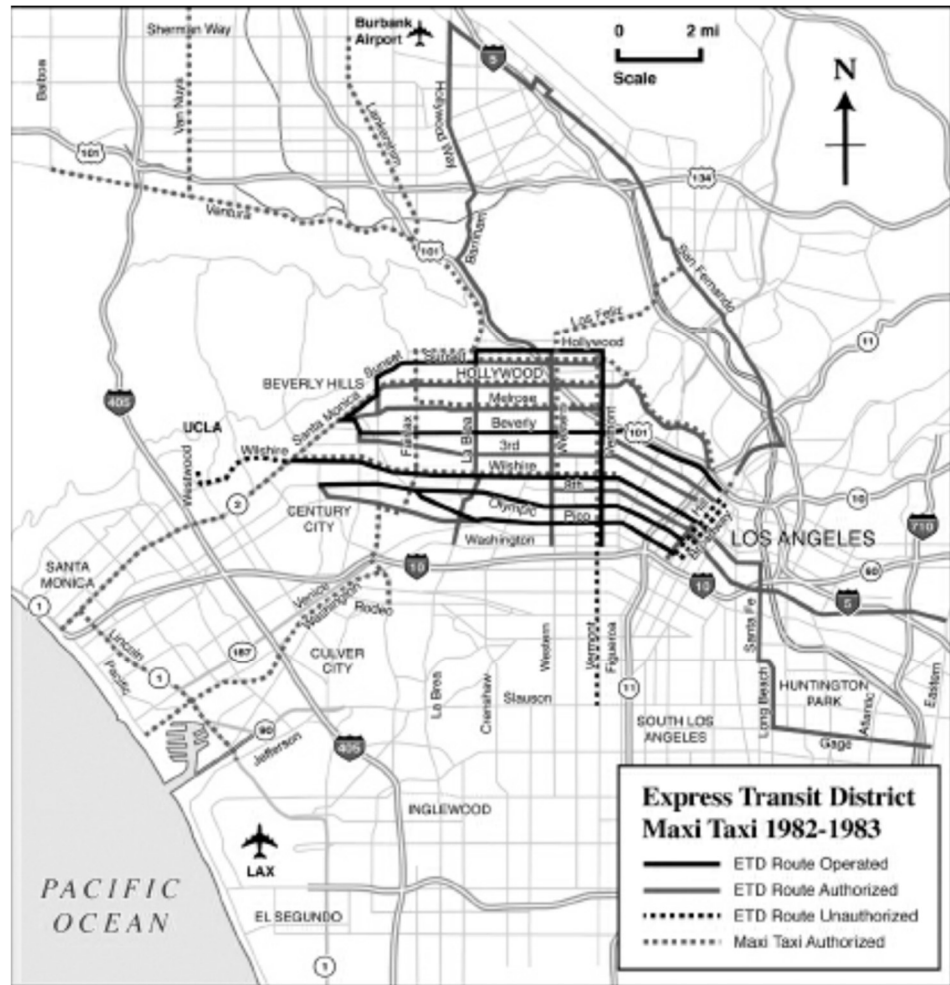 Burbank
Airport
0 2 mi
Scale
N
Sherman Way
5
Balboa
Van Nuys
Lankershim
Hollywood Way
101
134
Ventura
101
Barnham
San Fernando
11
Los Feliz
Hollywood
Sunset
Sunset
BEVERLY HILLS
HOLLYWOOD
405
Santa Monica
Melrose
UCLA
Fairfax
La Brea
Beverly
Western
Vermont
101
3rd
Westwood
Wilshire
Wilshire
8th
2
Olympic
Hill
10
CENTURY
CITY
Pico
Broadway
710
Washington
LOS ANGELES
SANTA
MONICA
10
60
10
5
1
Venice
Washington
Rodeo
Santa Fe
Lincoln
187
CULVER
CITY
Western
Vermont
Figueroa
Pacific
1
La Brea
Crenshaw
Slauson
11
HUNTINGTON
PARK
Long Beach
Atlantic
Eastern
90
Jefferson
405
SOUTH LOS
ANGELES
Gage
INGLEWOOD
LAX
PACIFIC
OCEAN
EL SEGUNDO
1
Express Transit District
Maxi Taxi 1982-1983
ETD Route Operated
ETD Route Authorized
ETD Route Unauthorized
Maxi Taxi Authorized